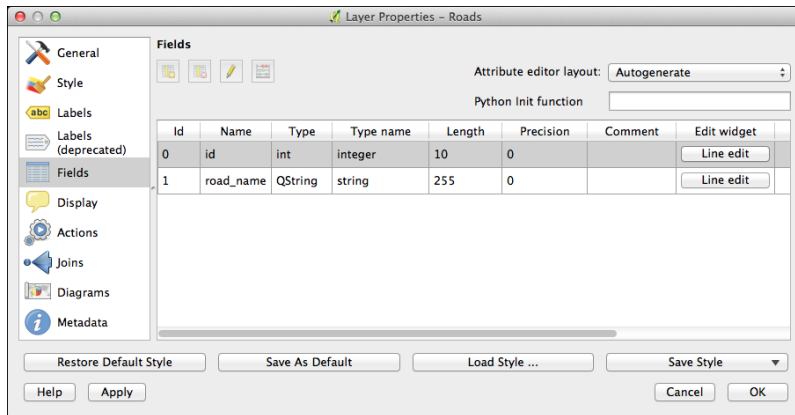 Layer Properties – Roads
General
Style
abc Labels
Labels
(deprecated)
Fields
Display
Actions
Joins
Diagrams
i Metadata
Fields
Attribute editor layout: Autogenerate
Python Init function
Id Name Type Type name Length Precision Comment Edit widget
0 id int integer 10 0 Line edit
1 road_name QString string 255 0 Line edit
Restore Default Style Save As Default Load Style ... Save Style
Help Apply Cancel OK